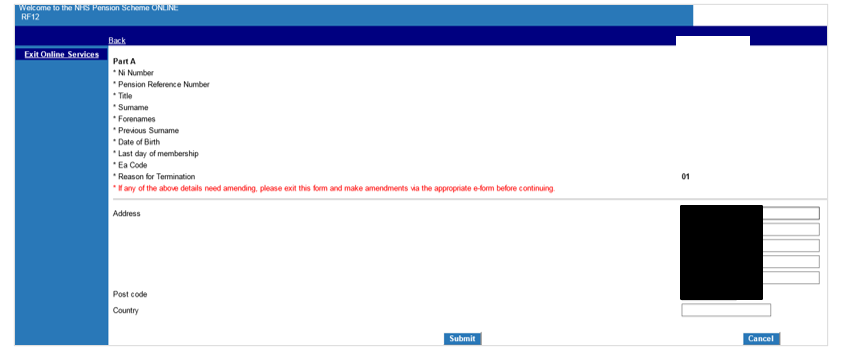 Welcome to the NHS Pension Scheme ONLINE
RF12
Back
Exit Online Services
Part A
* Ni Number
* Pension Reference Number
* Title
* Surname
* Forenames
* Previous Surname
* Date of Birth
* Last day of membership
* Ea Code
* Reason for Termination 01
* If any of the above details need amending, please exit this form and make amendments via the appropriate e-form before continuing.
Address
Post code
Country
Submit Cancel